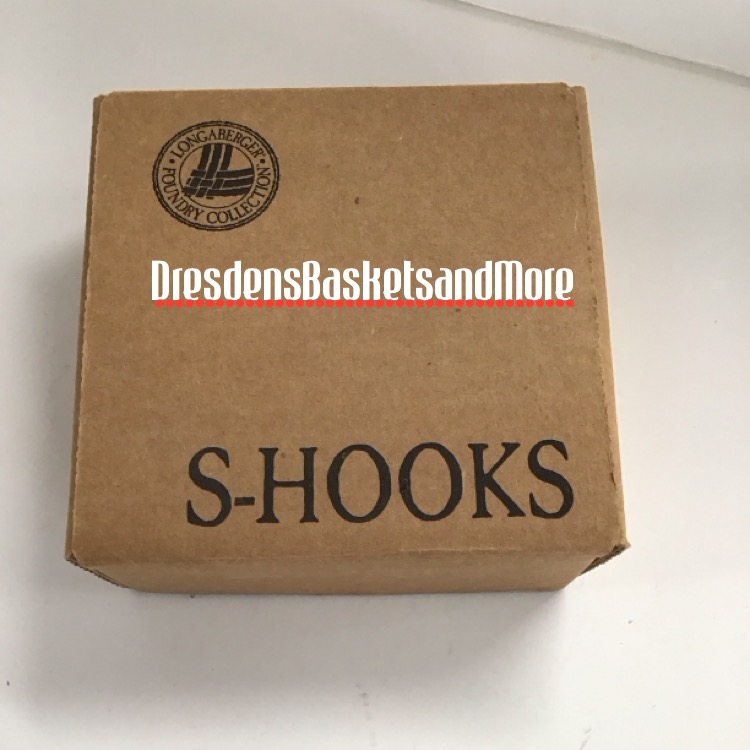 LONGABERGER®
FOUNDRY COLLECTION
DresdensBasketsandMore
S-HOOKS